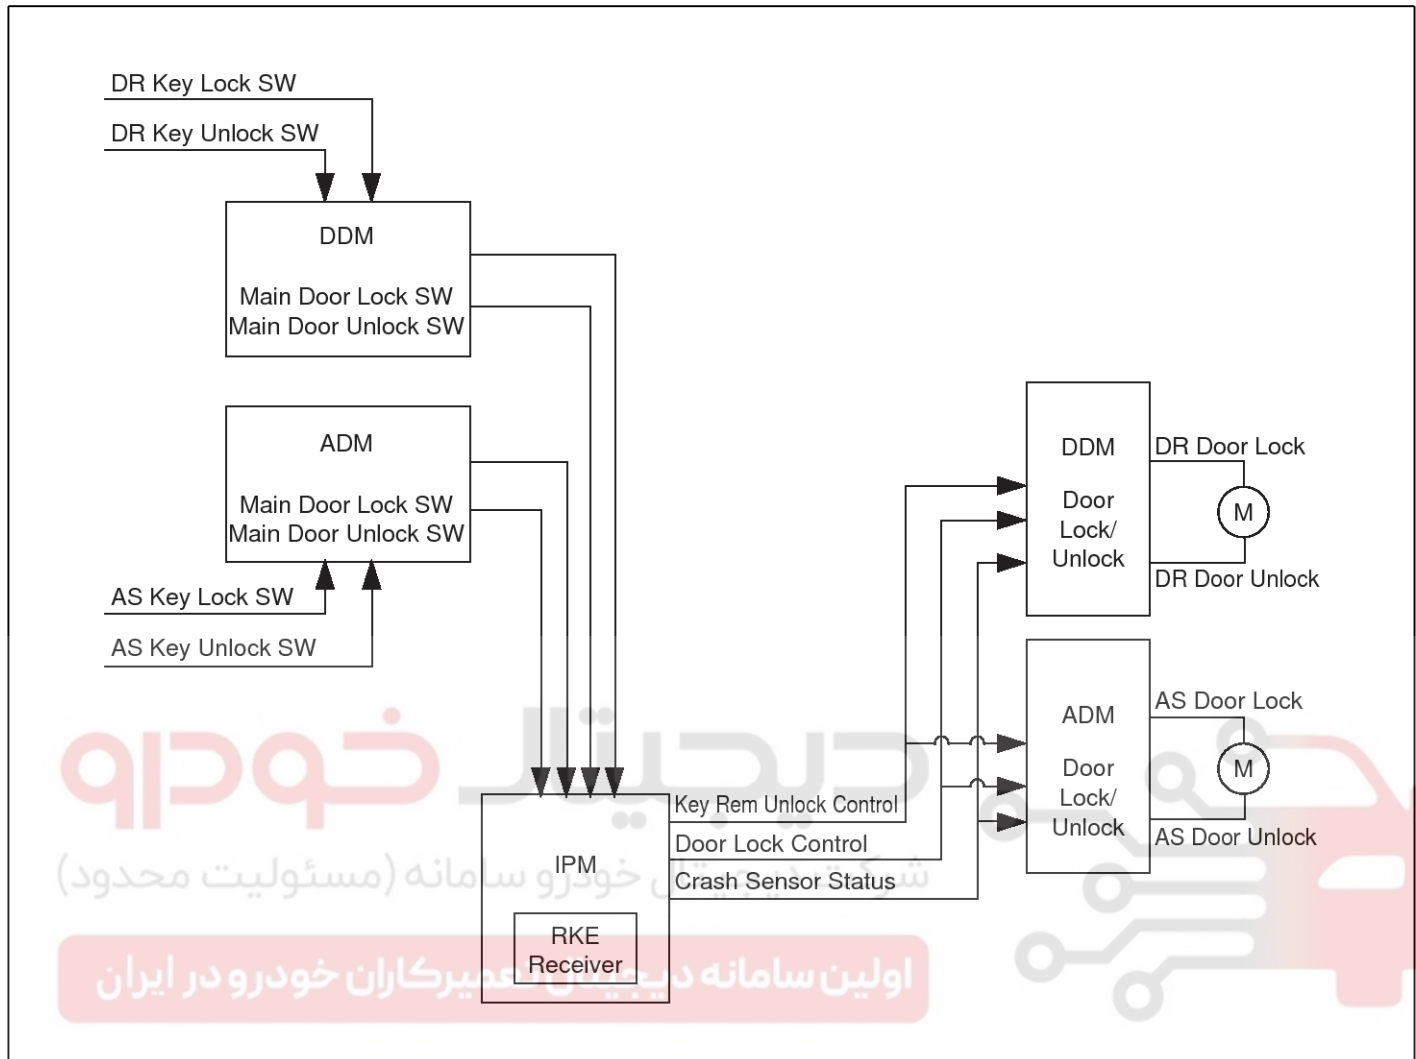 DR Key Lock SW
DR Key Unlock SW
DDM
Main Door Lock SW
Main Door Unlock SW
ADM
Main Door Lock SW
Main Door Unlock SW
AS Key Lock SW
AS Key Unlock SW
DDM
Door
Lock/
Unlock
DR Door Lock
M
DR Door Unlock
ADM
Door
Lock/
Unlock
AS Door Lock
M
AS Door Unlock
Key Rem Unlock Control
Door Lock Control
Crash Sensor Status
IPM
RKE
Receiver
دیجیتال خودرو
شرکت دیجیتال خودرو سامانه (مسئولیت محدود)
اولین سامانه دیجیتال تعمیرکاران خودرو در ایران